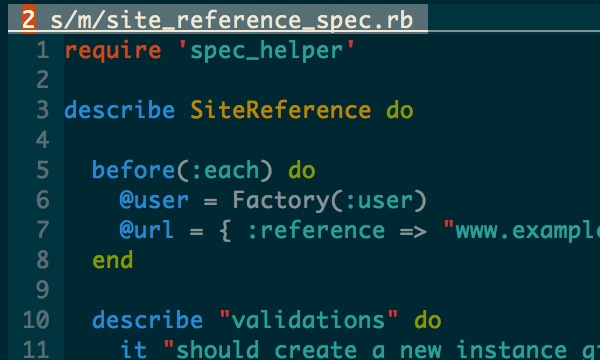 2 s/m/site_reference_spec.rb
1 require 'spec_helper'
2
3 describe SiteReference do
4
5 before(:each) do
6 @user = Factory(:user)
7 @url = { :reference => "www.example
8 end
9
10 describe "validations" do
11 it "should create a new instance